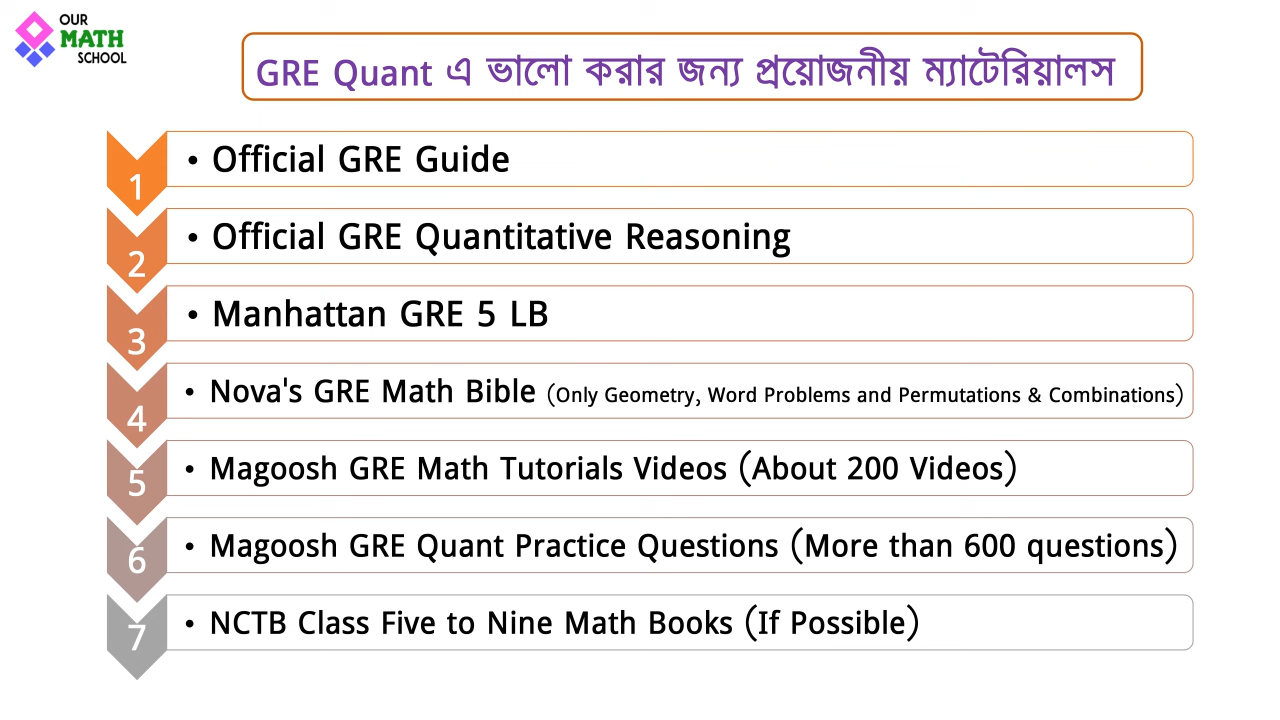 OUR
MATH
SCHOOL
GRE Quant এ ভালো করার জন্য প্রয়োজনীয় ম্যাটেরিয়ালস
1
• Official GRE Guide
2
• Official GRE Quantitative Reasoning
3
• Manhattan GRE 5 LB
4
• Nova's GRE Math Bible (Only Geometry, Word Problems and Permutations & Combinations)
5
• Magoosh GRE Math Tutorials Videos (About 200 Videos)
6
• Magoosh GRE Quant Practice Questions (More than 600 questions)
7
• NCTB Class Five to Nine Math Books (If Possible)